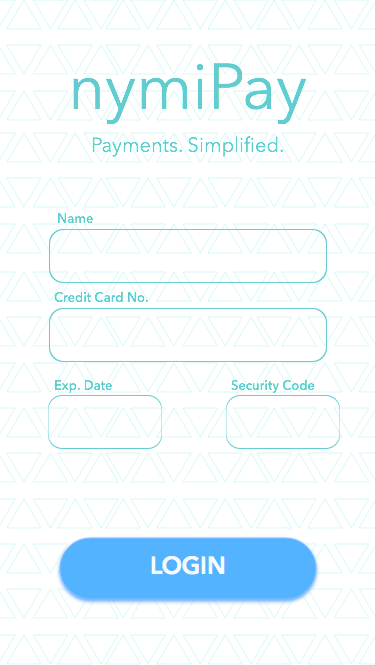 nymiPay
Payments. Simplified.
Name
Credit Card No.
Exp. Date Security Code
LOGIN